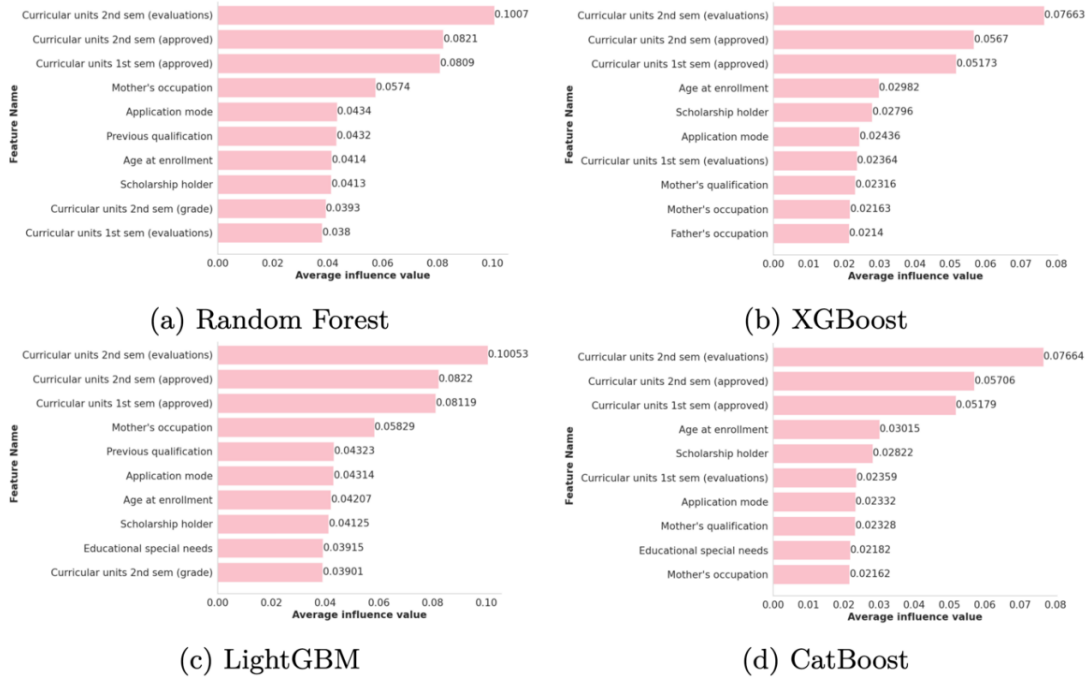 Feature Name
Curricular units 2nd sem (evaluations) 0.1007
Curricular units 2nd sem (approved) 0.0821
Curricular units 1st sem (approved) 0.0809
Mother's occupation 0.0574
Application mode 0.0434
Previous qualification 0.0432
Age at enrollment 0.0414
Scholarship holder 0.0413
Curricular units 2nd sem (grade) 0.0393
Curricular units 1st sem (evaluations) 0.038
0.00 0.02 0.04 0.06 0.08 0.10
Average influence value
(a) Random Forest
Feature Name
Curricular units 2nd sem (evaluations) 0.07663
Curricular units 2nd sem (approved) 0.0567
Curricular units 1st sem (approved) 0.05173
Age at enrollment 0.02982
Scholarship holder 0.02796
Application mode 0.02436
Curricular units 1st sem (evaluations) 0.02364
Mother's qualification 0.02316
Mother's occupation 0.02163
Father's occupation 0.0214
0.00 0.01 0.02 0.03 0.04 0.05 0.06 0.07 0.08
Average influence value
(b) XGBoost
Feature Name
Curricular units 2nd sem (evaluations) 0.10053
Curricular units 2nd sem (approved) 0.0822
Curricular units 1st sem (approved) 0.08119
Mother's occupation 0.05829
Previous qualification 0.04323
Application mode 0.04314
Age at enrollment 0.04207
Scholarship holder 0.04125
Educational special needs 0.03915
Curricular units 2nd sem (grade) 0.03901
0.00 0.02 0.04 0.06 0.08 0.10
Average influence value
(c) LightGBM
Feature Name
Curricular units 2nd sem (evaluations) 0.07664
Curricular units 2nd sem (approved) 0.05706
Curricular units 1st sem (approved) 0.05179
Age at enrollment 0.03015
Scholarship holder 0.02822
Curricular units 1st sem (evaluations) 0.02359
Application mode 0.02332
Mother's qualification 0.02328
Educational special needs 0.02182
Mother's occupation 0.02162
0.00 0.01 0.02 0.03 0.04 0.05 0.06 0.07 0.08
Average influence value
(d) CatBoost